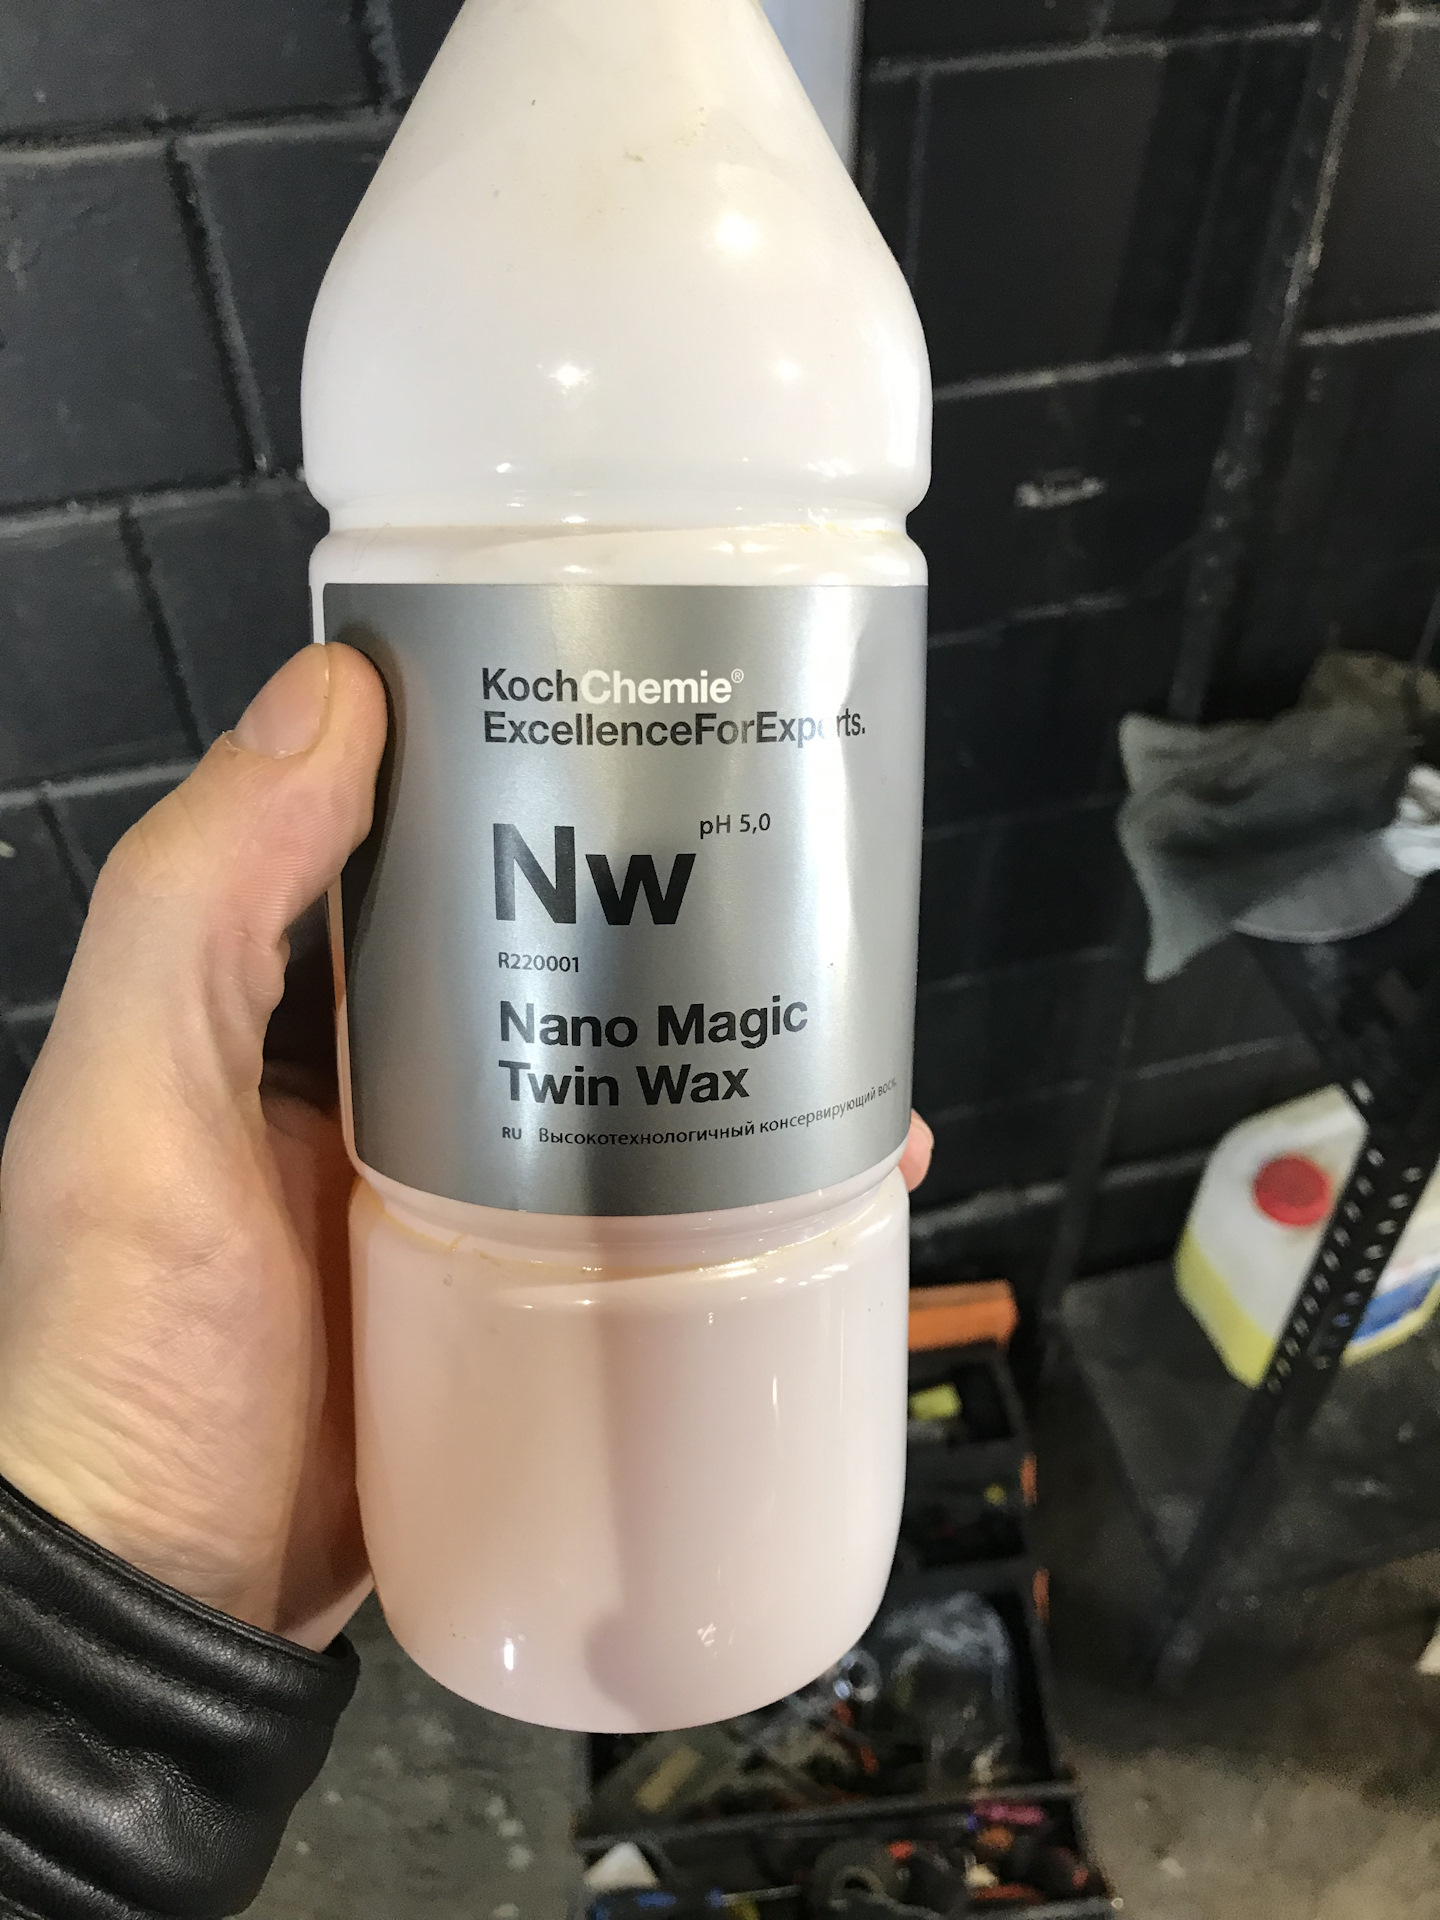 KochChemie®
ExcellenceForExperts.
Nw pH 5,0
R220001
Nano Magic
Twin Wax
RU Высокотехнологичный консервирующий воск.